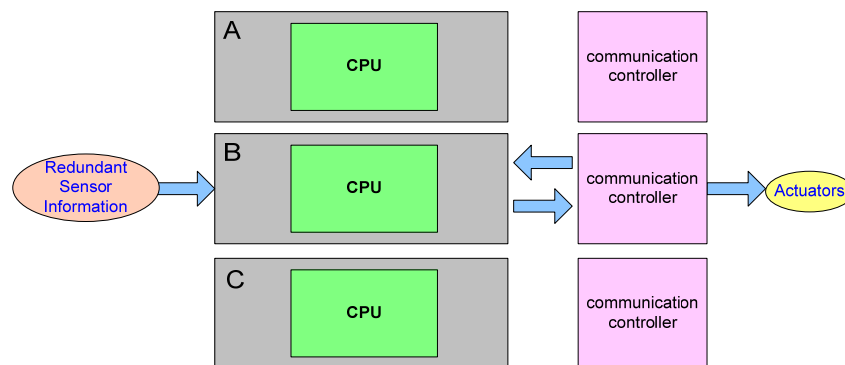 A
CPU
communication
controller
Redundant
Sensor
Information
B
CPU
communication
controller
Actuators
C
CPU
communication
controller